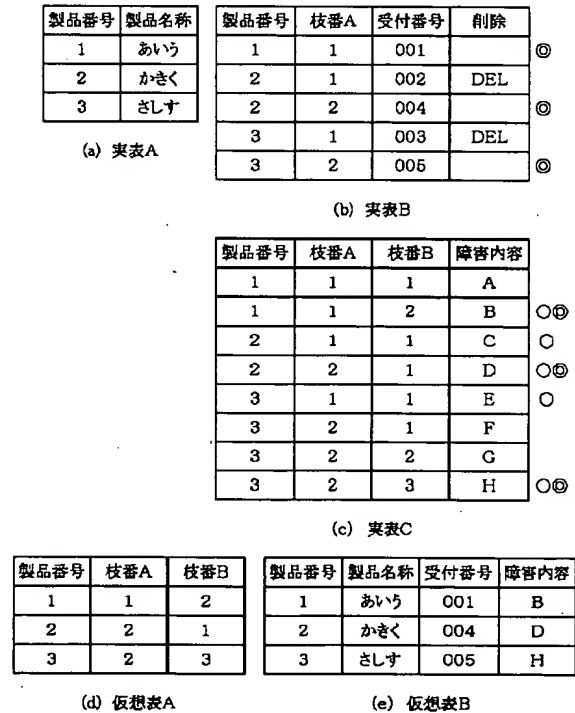 製品番号 製品名称
1 あいう
2 かきく
3 さしす
(a) 実表A
製品番号 枝番A 受付番号 削除
1 1 001 ◎
2 1 002 DEL
2 2 004 ◎
3 1 003 DEL
3 2 005 ◎
(b) 実表B
製品番号 枝番A 枝番B 障害内容
1 1 1 A
1 1 2 B ○◎
2 1 1 C ○
2 2 1 D ○◎
3 1 1 E ○
3 2 1 F
3 2 2 G
3 2 3 H ○◎
(c) 実表C
製品番号 枝番A 枝番B
1 1 2
2 2 1
3 2 3
(d) 仮想表A
製品番号 製品名称 受付番号 障害内容
1 あいう 001 B
2 かきく 004 D
3 さしす 005 H
(e) 仮想表B